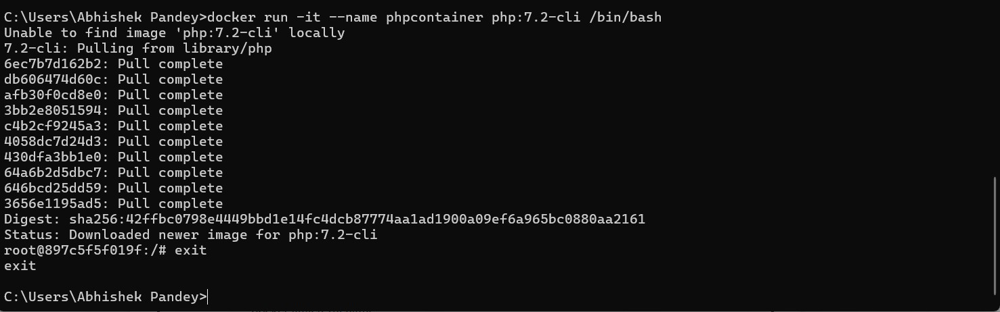 C:\Users\Abhishek Pandey>docker run -it --name phpcontainer php:7.2-cli /bin/bash
Unable to find image 'php:7.2-cli' locally
7.2-cli: Pulling from library/php
6ec7b7d162b2: Pull complete
db606474d60c: Pull complete
afb30f0cd8e0: Pull complete
3bb2e8051594: Pull complete
c4b2cf9245a3: Pull complete
4058dc7d24d3: Pull complete
430dfa3bb1e0: Pull complete
64a6b2d5dbc7: Pull complete
646bcd25dd59: Pull complete
3656e1195ad5: Pull complete
Digest: sha256:42ffbc0798e4449bbd1e14fc4dcb87774aa1ad1900a09ef6a965bc0880aa2161
Status: Downloaded newer image for php:7.2-cli
root@897c5f5f019f:/# exit
exit
C:\Users\Abhishek Pandey>